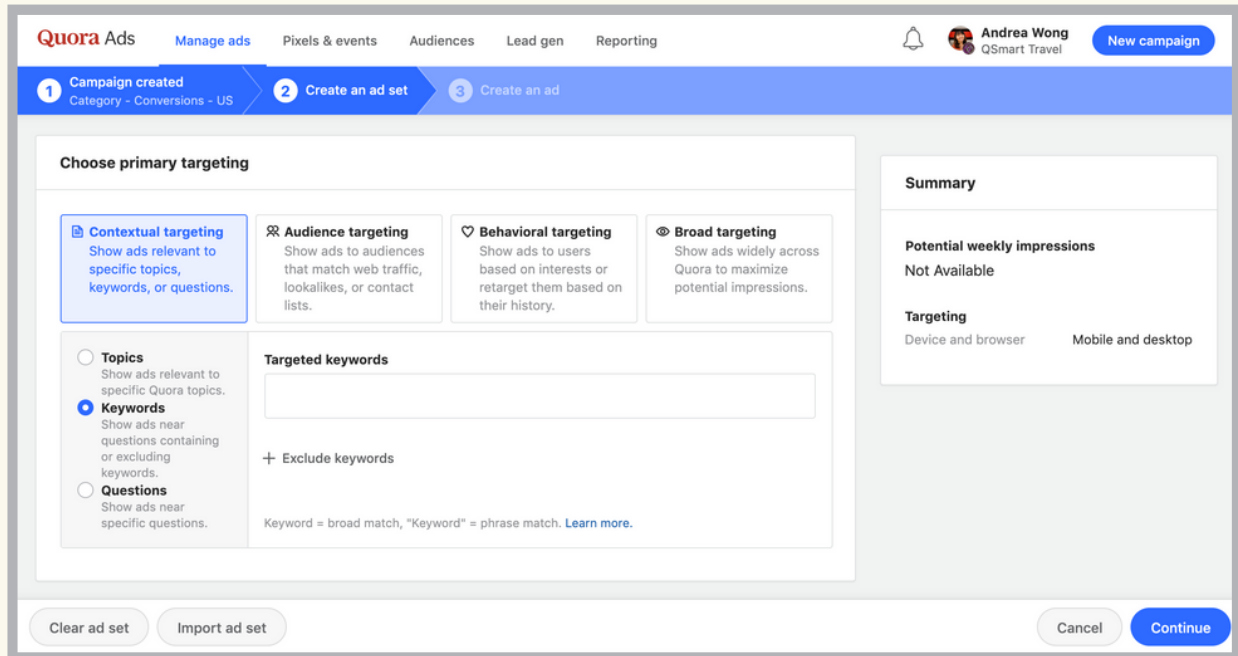 Quora Ads
Manage ads
Pixels & events
Audiences
Lead gen
Reporting
Andrea Wong
QSmart Travel
New campaign
1
Campaign created
Category - Conversions - US
2
Create an ad set
3
Create an ad
Choose primary targeting
Contextual targeting
Show ads relevant to
specific topics,
keywords, or questions.
Audience targeting
Show ads to audiences
that match web traffic,
lookalikes, or contact
lists.
Behavioral targeting
Show ads to users
based on interests or
retarget them based on
their history.
Broad targeting
Show ads widely across
Quora to maximize
potential impressions.
Topics
Show ads relevant to
specific Quora topics.
Keywords
Show ads near
questions containing
or excluding
keywords.
Questions
Show ads near
specific questions.
Targeted keywords
+ Exclude keywords
Keyword = broad match, "Keyword" = phrase match. Learn more.
Summary
Potential weekly impressions
Not Available
Targeting
Device and browser
Mobile and desktop
Clear ad set
Import ad set
Cancel
Continue